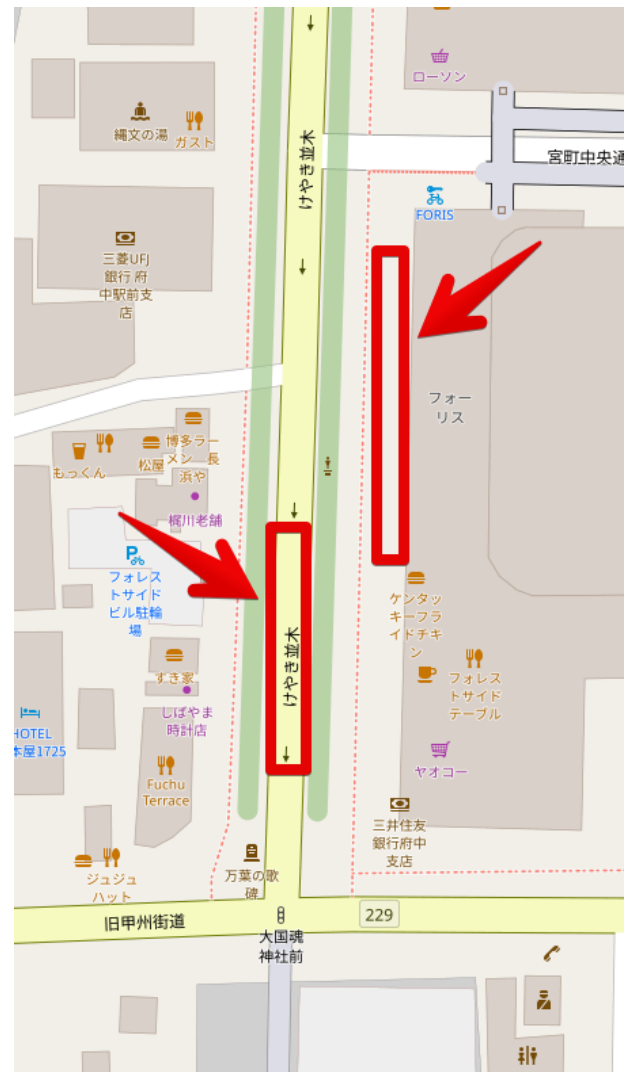 ローソン
縄文の湯
ガスト
けやき並木
宮町中央通
FORIS
三菱UFJ
銀行 府
中駅前支
店
フォー
リス
博多ラー
メン 長
浜や
松屋
もっくん
梶川老舗
フォレス
トサイド
ビル駐輪
場
ケンタッ
キーフラ
イドチキ
ン
けやき並木
すき家
フォレス
トサイド
テーブル
しばやま
時計店
HOTEL
本屋1725
ヤオコー
Fuchu
Terrace
三井住友
銀行府中
支店
万葉の歌
碑
ジュジュ
ハット
旧甲州街道
229
大国魂
神社前